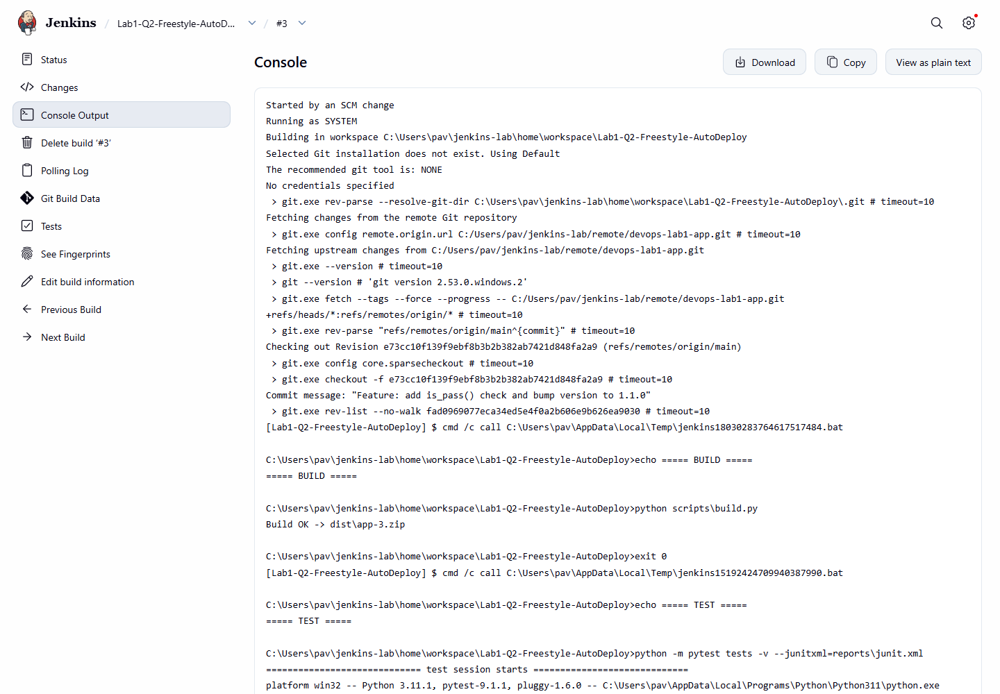 Jenkins / Lab1-Q2-Freestyle-AutoD... / #3
Status
Changes
Console Output
Delete build ‘#3’
Polling Log
Git Build Data
Tests
See Fingerprints
Edit build information
Previous Build
Next Build
Console
Download
Copy
View as plain text
Started by an SCM change
Running as SYSTEM
Building in workspace C:\Users\pav\jenkins-lab\home\workspace\Lab1-Q2-Freestyle-AutoDeploy
Selected Git installation does not exist. Using Default
The recommended git tool is: NONE
No credentials specified
 > git.exe rev-parse --resolve-git-dir C:\Users\pav\jenkins-lab\home\workspace\Lab1-Q2-Freestyle-AutoDeploy\.git # timeout=10
Fetching changes from the remote Git repository
 > git.exe config remote.origin.url C:/Users/pav/jenkins-lab/remote/devops-lab1-app.git # timeout=10
Fetching upstream changes from C:/Users/pav/jenkins-lab/remote/devops-lab1-app.git
 > git.exe --version # timeout=10
 > git --version # 'git version 2.53.0.windows.2'
 > git.exe fetch --tags --force --progress -- C:/Users/pav/jenkins-lab/remote/devops-lab1-app.git
+refs/heads/*:refs/remotes/origin/* # timeout=10
 > git.exe rev-parse "refs/remotes/origin/main^{commit}" # timeout=10
Checking out Revision e73cc10f139f9ebf8b3b2b382ab7421d848fa2a9 (refs/remotes/origin/main)
 > git.exe config core.sparsecheckout # timeout=10
 > git.exe checkout -f e73cc10f139f9ebf8b3b2b382ab7421d848fa2a9 # timeout=10
Commit message: "Feature: add is_pass() check and bump version to 1.1.0"
 > git.exe rev-list --no-walk fad0969077eca34ed5e4f0a2b606e9b626ea9030 # timeout=10
[Lab1-Q2-Freestyle-AutoDeploy] $ cmd /c call C:\Users\pav\AppData\Local\Temp\jenkins18030283764617517484.bat
C:\Users\pav\jenkins-lab\home\workspace\Lab1-Q2-Freestyle-AutoDeploy>echo ===== BUILD =====
===== BUILD =====
C:\Users\pav\jenkins-lab\home\workspace\Lab1-Q2-Freestyle-AutoDeploy>python scripts\build.py
Build OK -> dist\app-3.zip
C:\Users\pav\jenkins-lab\home\workspace\Lab1-Q2-Freestyle-AutoDeploy>exit 0
[Lab1-Q2-Freestyle-AutoDeploy] $ cmd /c call C:\Users\pav\AppData\Local\Temp\jenkins15192424709940387990.bat
C:\Users\pav\jenkins-lab\home\workspace\Lab1-Q2-Freestyle-AutoDeploy>echo ===== TEST =====
===== TEST =====
C:\Users\pav\jenkins-lab\home\workspace\Lab1-Q2-Freestyle-AutoDeploy>python -m pytest tests -v --junitxml=reports\junit.xml
============================= test session starts =============================
platform win32 -- Python 3.11.1, pytest-9.1.1, pluggy-1.6.0 -- C:\Users\pav\AppData\Local\Programs\Python\Python311\python.exe